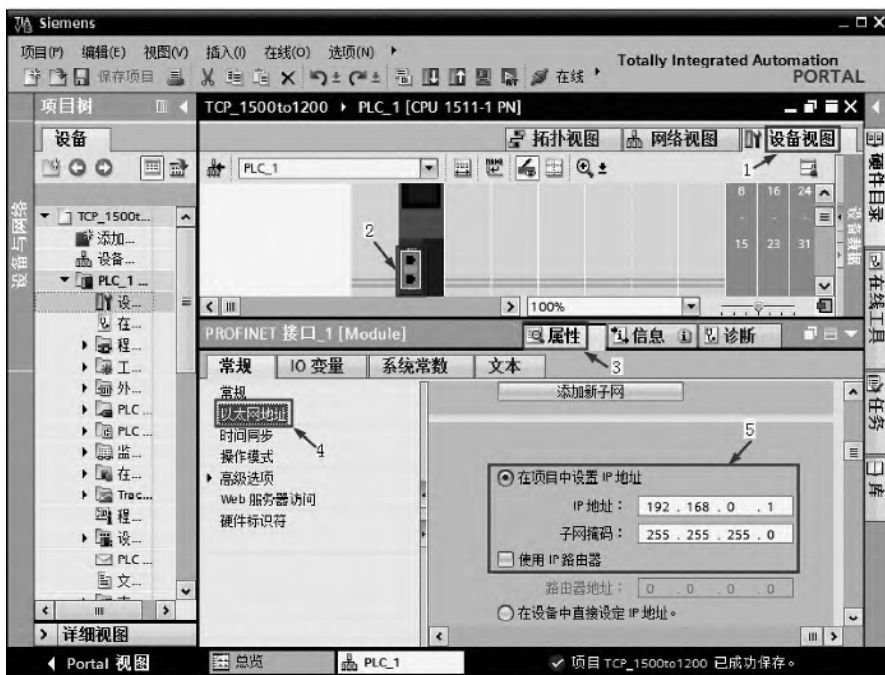 Siemens
项目(P) 编辑(E) 视图(V) 插入(I) 在线(O) 选项(N)
Totally Integrated Automation
PORTAL
保存项目
在线
项目树
TCP_1500to1200 PLC_1 [CPU 1511-1 PN]
设备
拓扑视图 网络视图 设备视图
1
PLC_1
8 16 24
15 23 31
2
设备与网络
TCP_1500t...
添加...
设备...
PLC_1 ...
设...
在...
程...
工...
外...
PLC ...
PLC ...
监...
在...
Trac...
程...
设...
PLC ...
文...
详细视图
100%
设备数据
PROFINET 接口_1 [Module]
属性 信息 诊断
3
常规 IO 变量 系统常数 文本
常规
以太网地址
4
时间同步
操作模式
高级选项
Web 服务器访问
硬件标识符
添加新子网
5
在项目中设置 IP 地址
IP 地址： 192 . 168 . 0 . 1
子网掩码： 255 . 255 . 255 . 0
使用 IP 路由器
路由器地址： 0 . 0 . 0 . 0
在设备中直接设定 IP 地址。
硬件目录
在线工具
任务
库
Portal 视图 总览 PLC_1 项目 TCP_1500to1200 已成功保存。